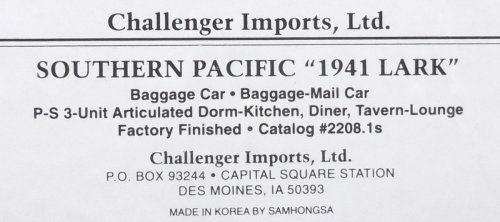 Challenger Imports, Ltd.
SOUTHERN PACIFIC “1941 LARK”
Baggage Car • Baggage-Mail Car
P-S 3-Unit Articulated Dorm-Kitchen, Diner, Tavern-Lounge
Factory Finished • Catalog #2208.1s
Challenger Imports, Ltd.
P.O. BOX 93244 • CAPITAL SQUARE STATION
DES MOINES, IA 50393
MADE IN KOREA BY SAMHONGSA